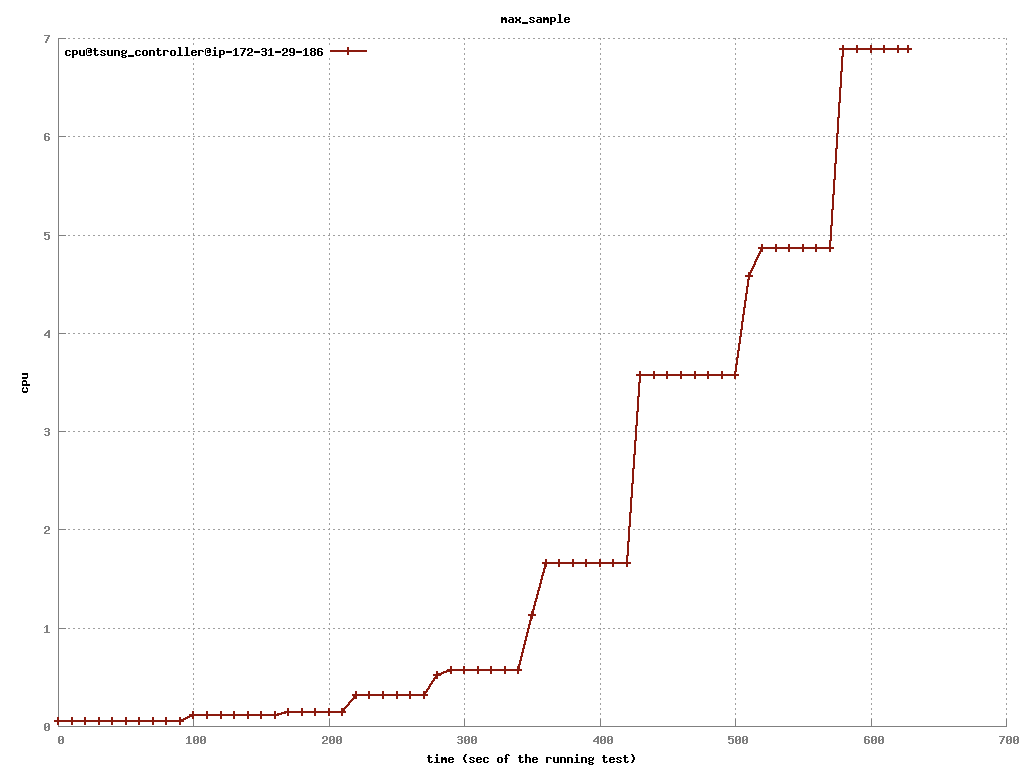 max_sample
cpu@tsung_controller@ip-172-31-29-186
7
6
5
4
3
2
1
0
cpu
0 100 200 300 400 500 600 700
time (sec of the running test)